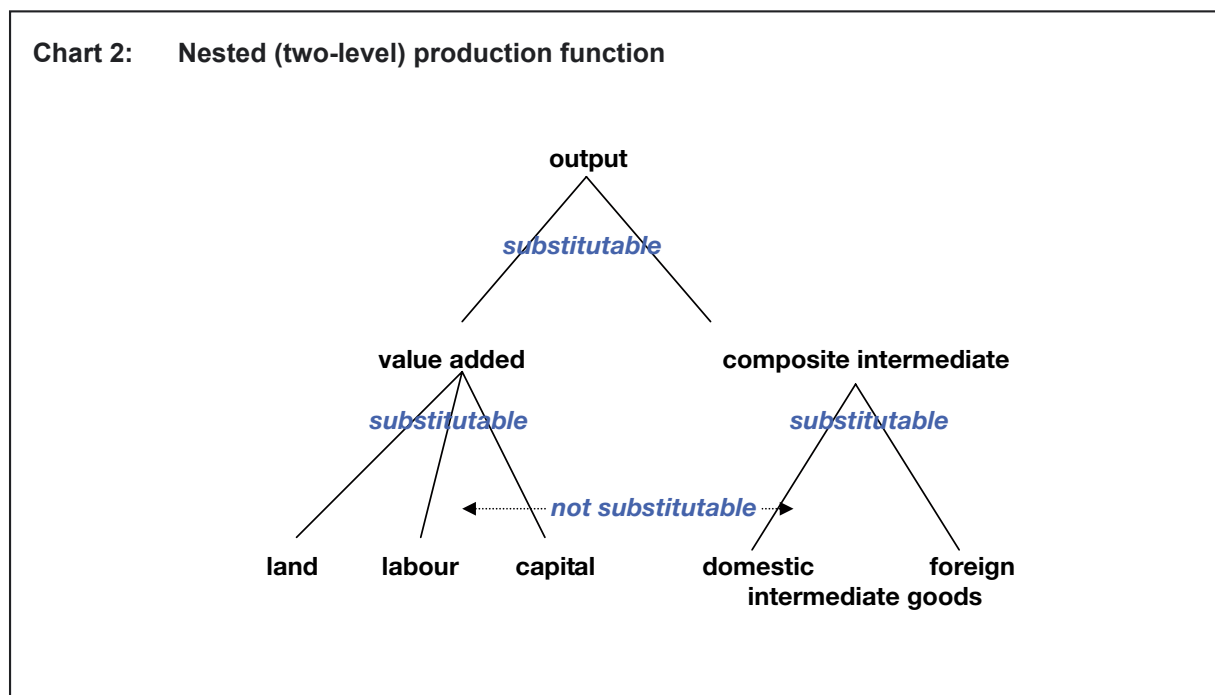 Chart 2: Nested (two-level) production function
output
substitutable
value added composite intermediate
substitutable substitutable
not substitutable
land labour capital domestic foreign
intermediate goods